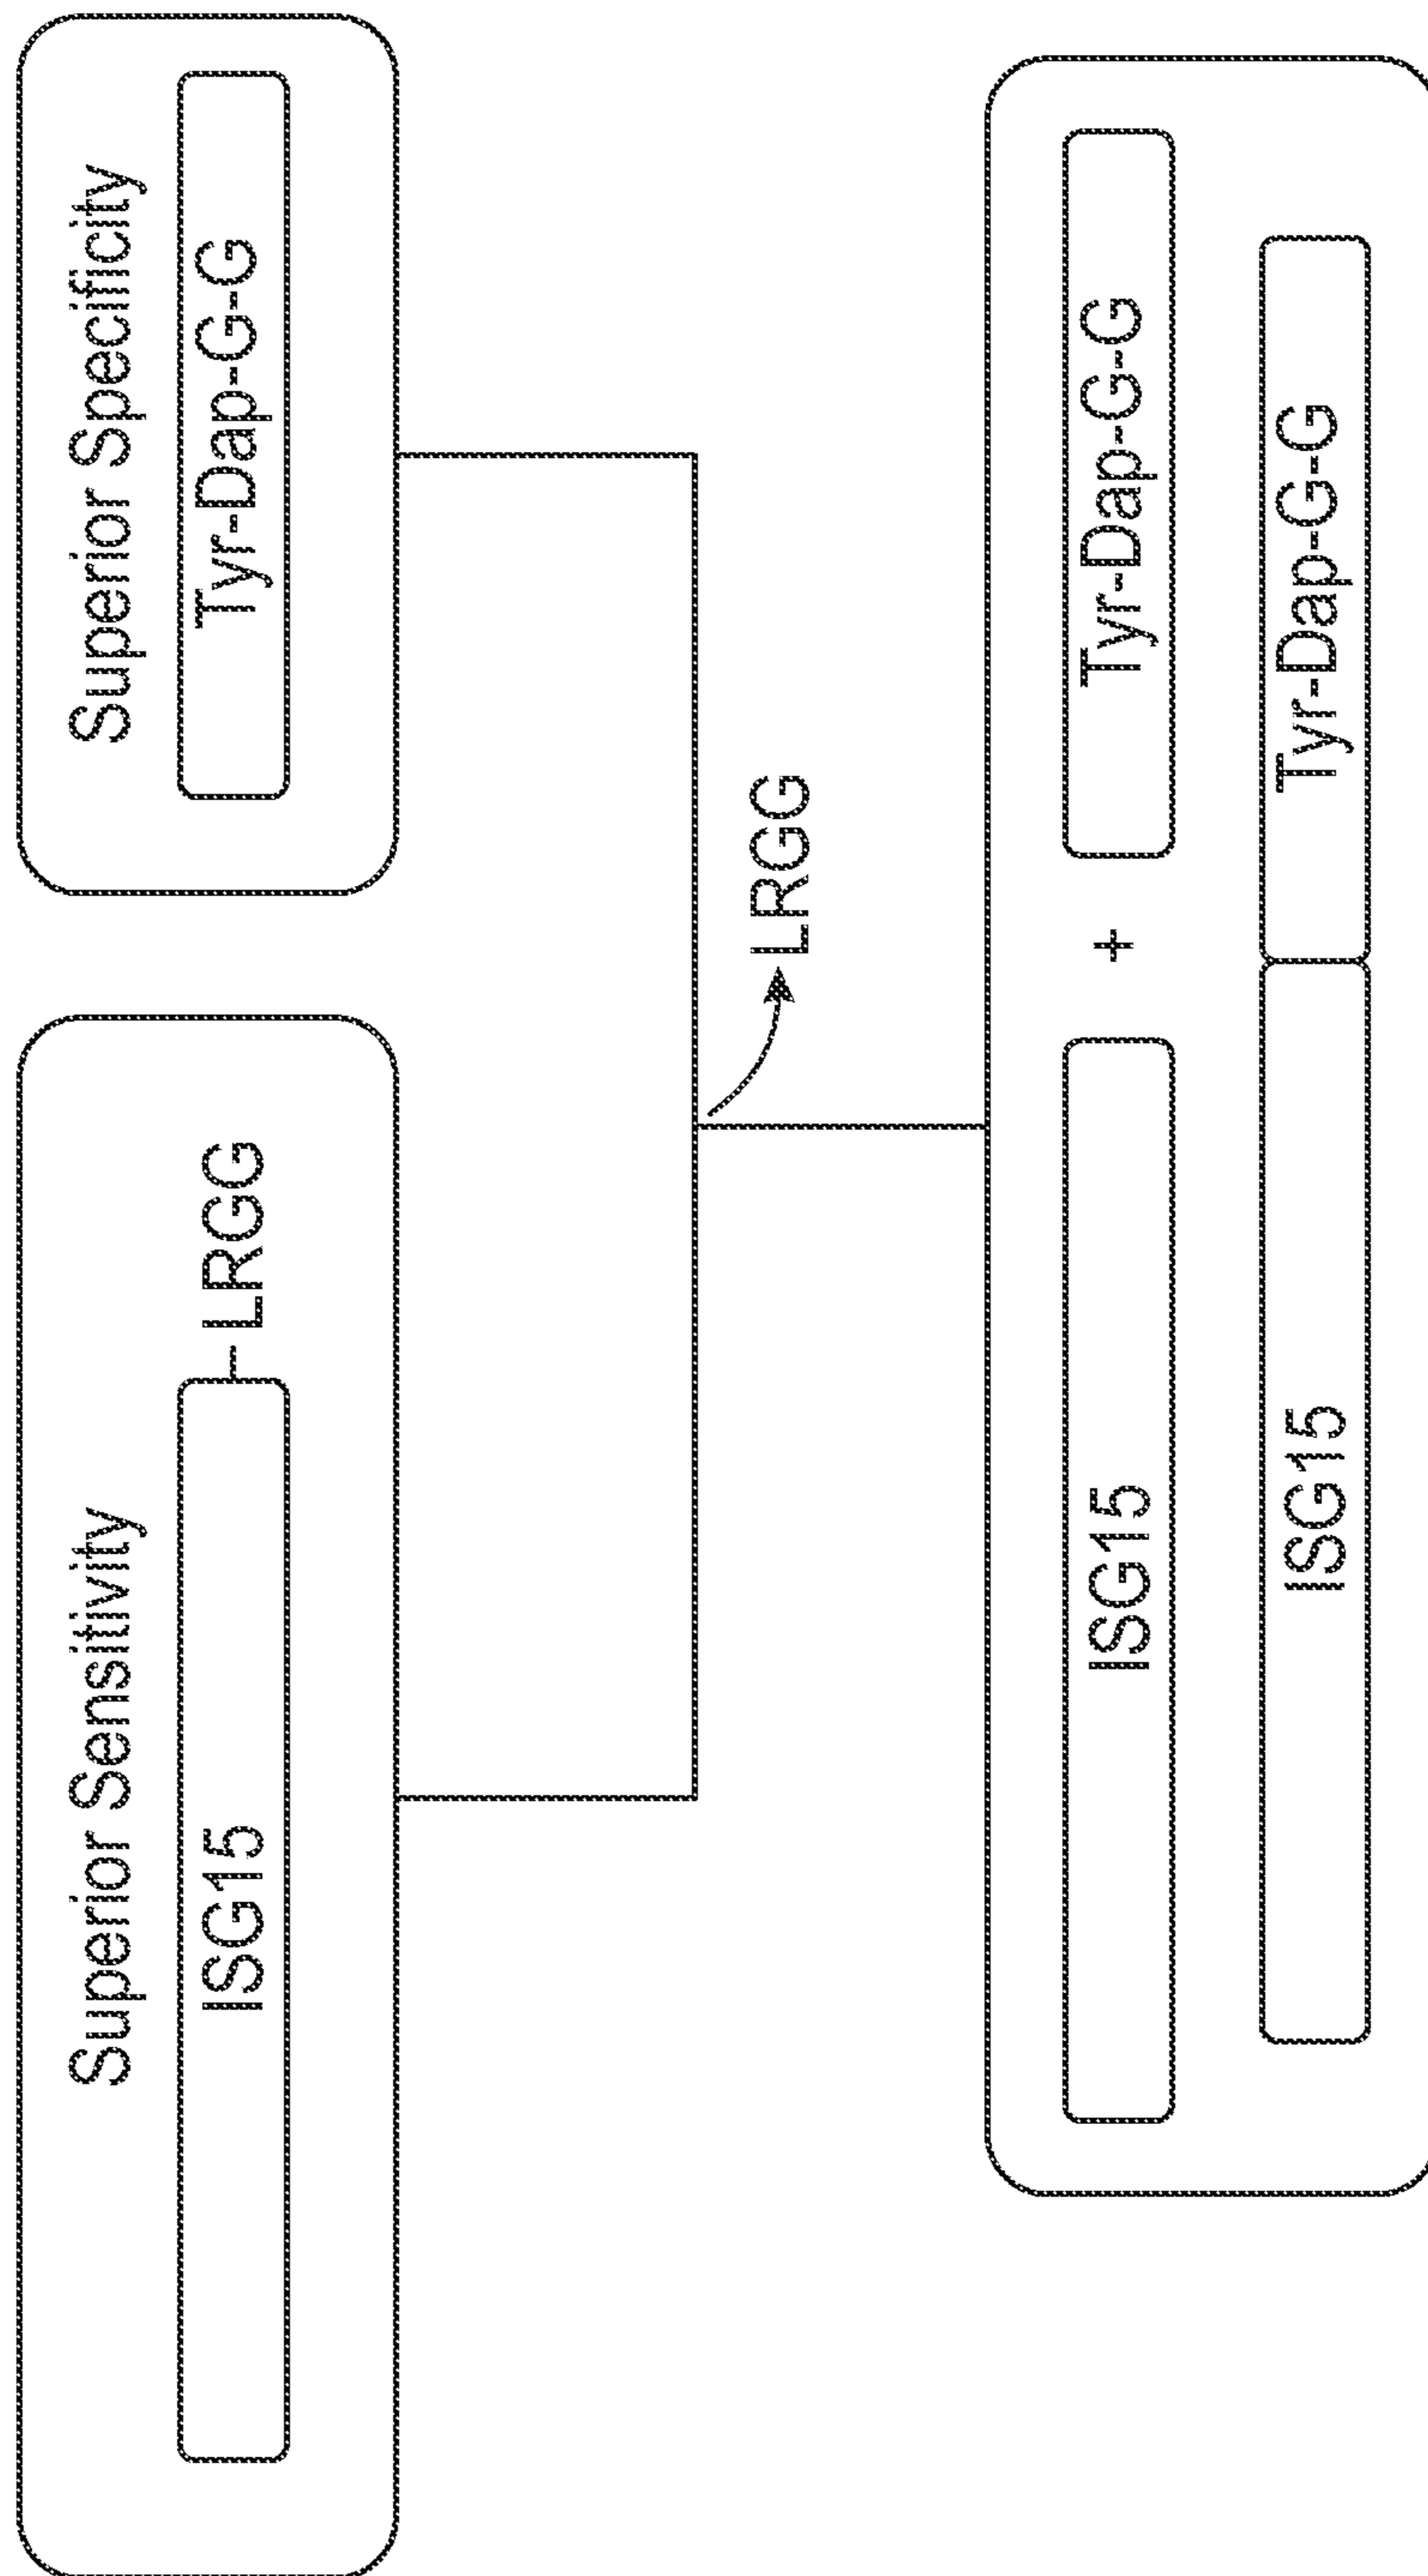 Superior Sensitivity
ISG15
LRGG
Superior Specificity
Tyr-Dap-G-G
LRGG
ISG15
+
Tyr-Dap-G-G
ISG15
Tyr-Dap-G-G